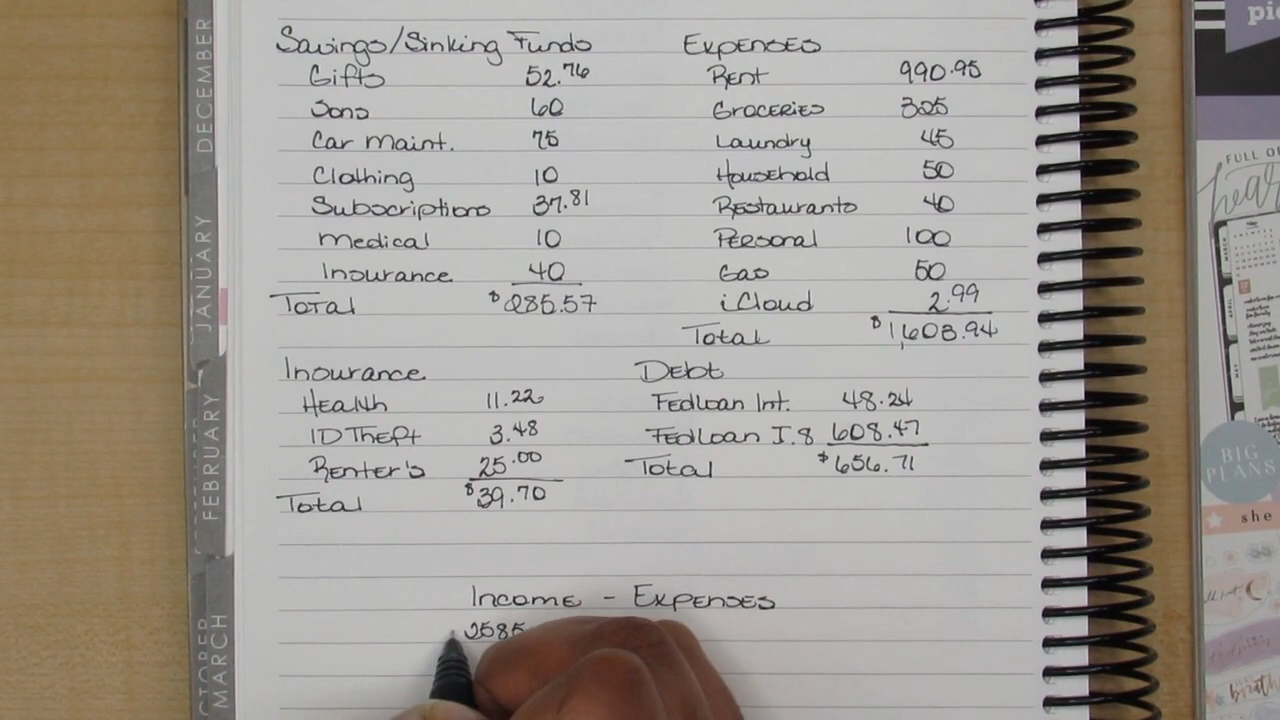 Savings/Sinking Funds
Gifts 52.76
Sons 60
Car Maint. 75
Clothing 10
Subscriptions 37.81
Medical 10
Insurance 40
Total $285.57
Expenses
Rent 990.95
Groceries 325
Laundry 45
Household 50
Restaurants 40
Personal 100
Gas 50
iCloud 2.99
Total $1,603.94
Insurance
Health 11.22
ID Theft 3.48
Renter's 25.00
Total $39.70
Debt
Fedloan Int. 48.24
Fedloan I.8 608.47
Total $656.71
Income - Expenses
2585
DECEMBER
JANUARY
FEBRUARY
MARCH
FULL OF
BIG
PLANS
she